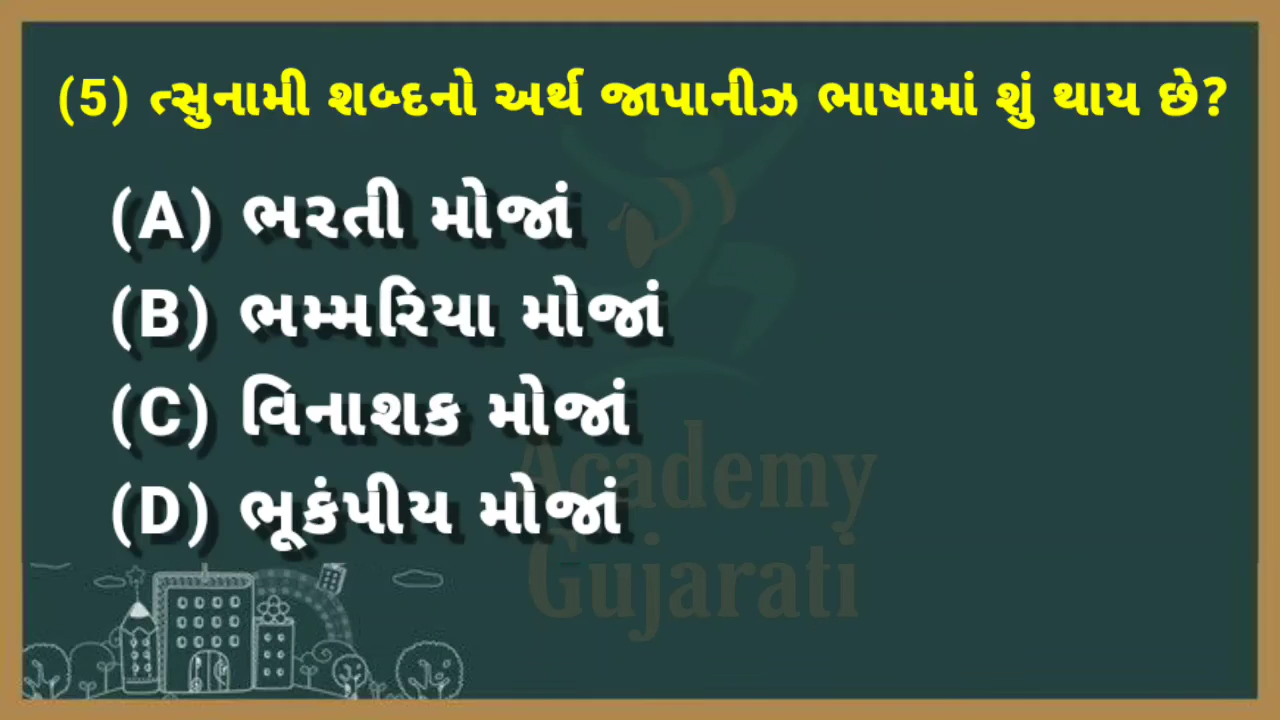 (5) ત્સુનામી શબ્દનો અર્થ જાપાનીઝ ભાષામાં શું થાય છે?
(A) ભરતી મોજાં
(B) ભમ્મરિયા મોજાં
(C) વિનાશક મોજાં
(D) ભૂકંપીય મોજાં
Academy
Gujarati